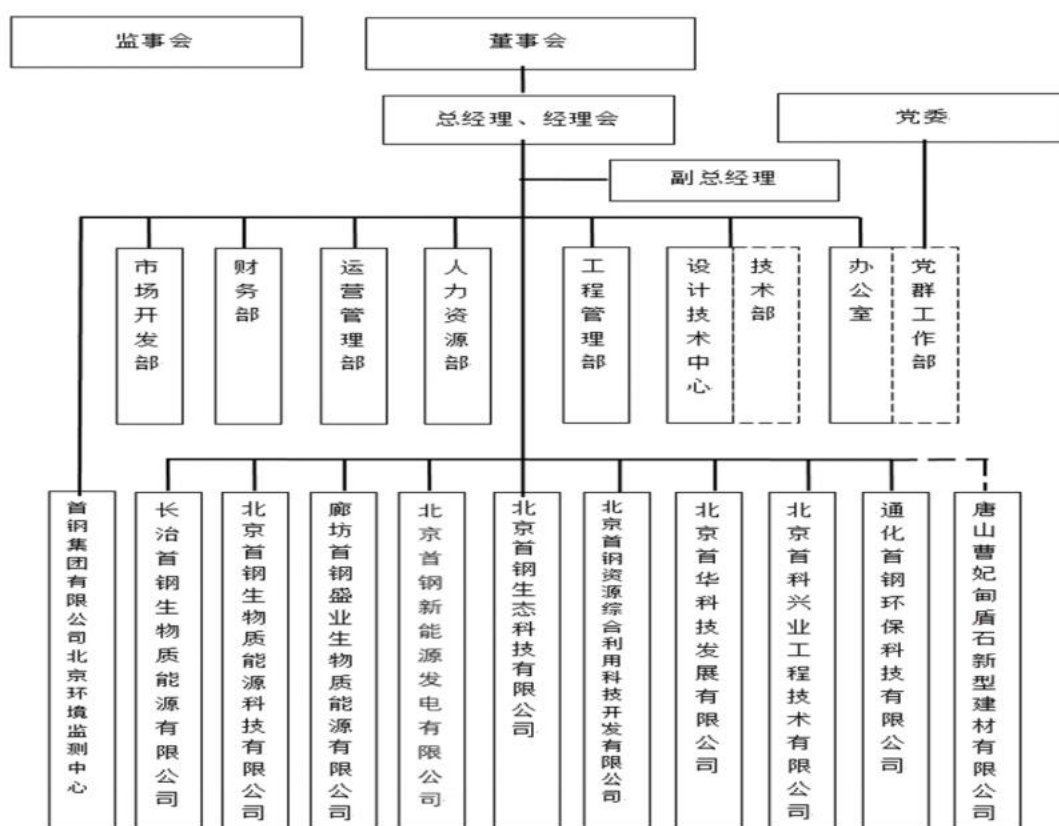 监事会
董事会
总经理、经理会
党委
副总经理
市场开发部
财务部
运营管理部
人力资源部
工程管理部
设计技术中心
技术部
办公室
党群工作部
首钢集团有限公司北京环境监测中心
长治首钢生物质能源有限公司
北京首钢生物质能源科技有限公司
廊坊首钢盛业生物质能源有限公司
北京首钢新能源发电有限公司
北京首钢生态科技有限公司
北京首钢资源综合利用科技开发有限公司
北京首华科技发展有限公司
北京首科兴业工程技术有限公司
通化首钢环保科技有限公司
唐山曹妃甸盾石新型建材有限公司